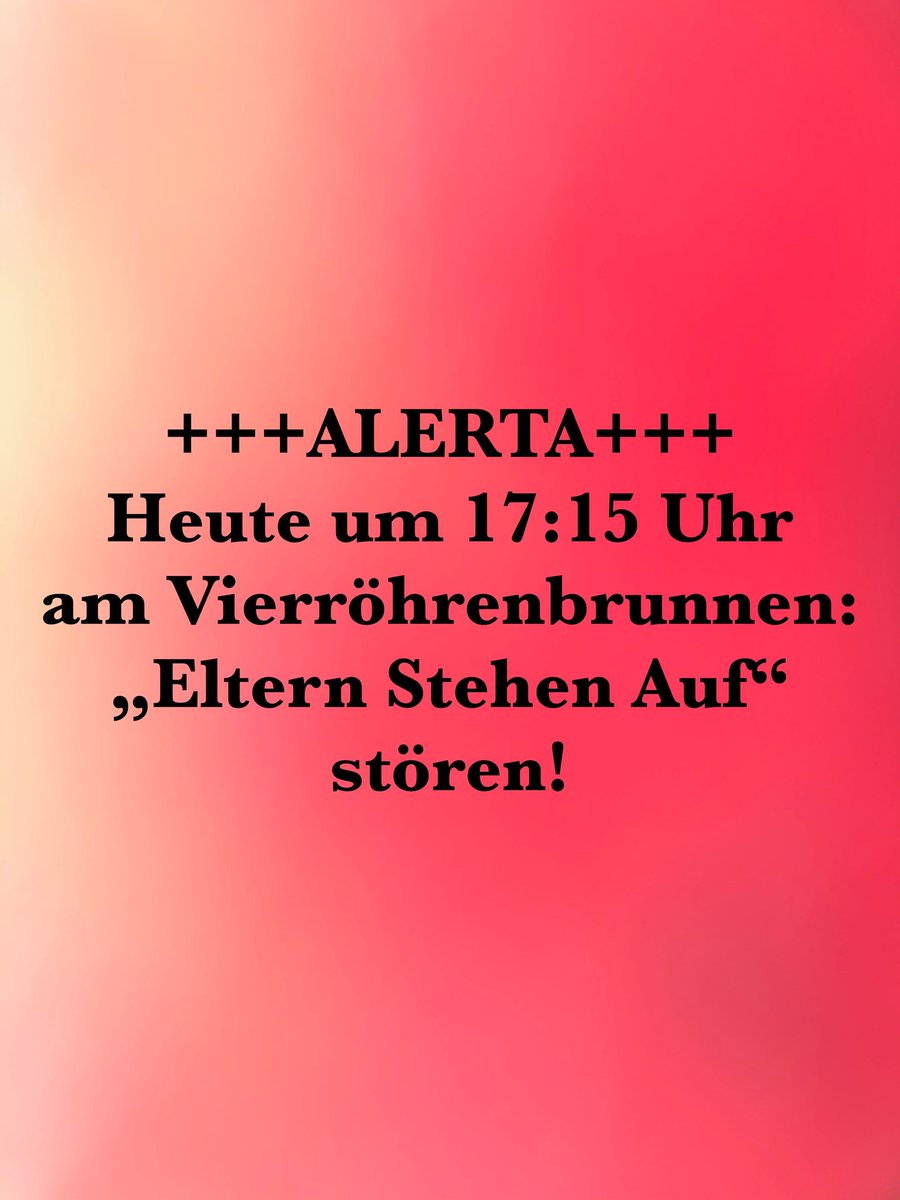 +++ALERTA+++
Heute um 17:15 Uhr
am Vierröhrenbrunnen:
„Eltern Stehen Auf“
stören!